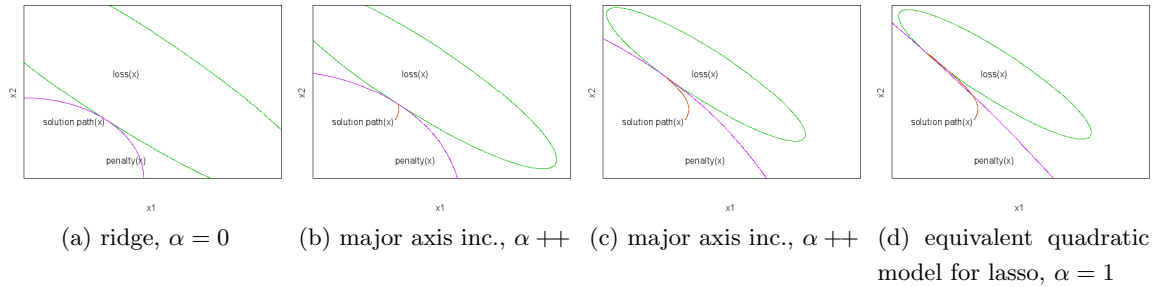 x2
loss(x)
solution path(x)
penalty(x)
x1
(a) ridge, α = 0
x2
loss(x)
solution path(x)
penalty(x)
x1
(b) major axis inc., α ++
x2
loss(x)
solution path(x)
penalty(x)
x1
(c) major axis inc., α ++
x2
loss(x)
solution path(x)
penalty(x)
x1
(d) equivalent quadratic
model for lasso, α = 1